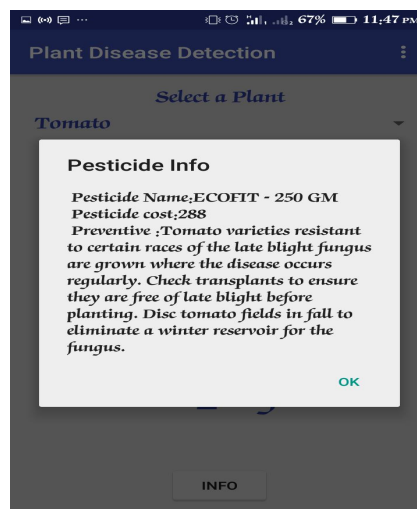 67% 11:47 PM
Plant Disease Detection
Select a Plant
Tomato
Pesticide Info
Pesticide Name:ECOFIT - 250 GM
Pesticide cost:288
Preventive :Tomato varieties resistant
to certain races of the late blight fungus
are grown where the disease occurs
regularly. Check transplants to ensure
they are free of late blight before
planting. Disc tomato fields in fall to
eliminate a winter reservoir for the
fungus.
OK
INFO